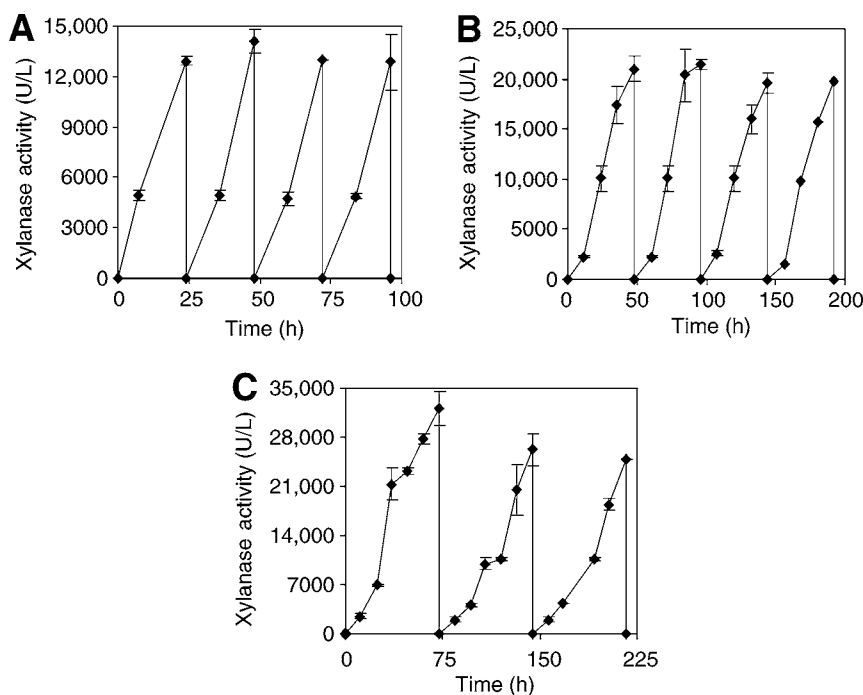 A
Xylanase activity (U/L)
15,000
12,000
9000
6000
3000
0
0 25 50 75 100
Time (h)
B
Xylanase activity (U/L)
25,000
20,000
15,000
10,000
5000
0
0 50 100 150 200
Time (h)
C
Xylanase activity (U/L)
35,000
28,000
21,000
14,000
7000
0
0 75 150 225
Time (h)